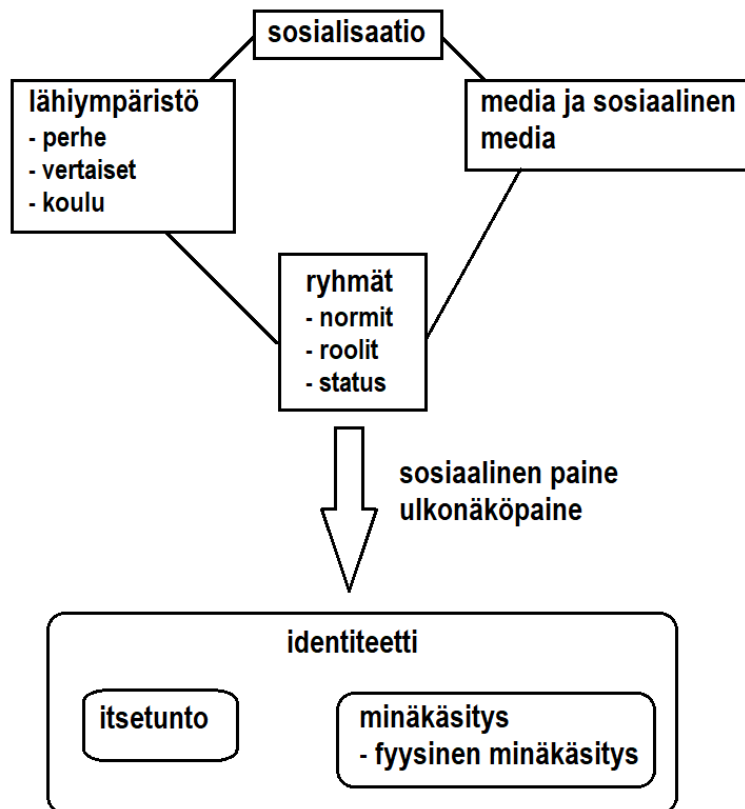 sosialisaatio
lähiympäristö
- perhe
- vertaiset
- koulu
media ja sosiaalinen
media
ryhmät
- normit
- roolit
- status
sosiaalinen paine
ulkonäköpaine
identiteetti
itsetunto
minäkäsitys
- fyysinen minäkäsitys